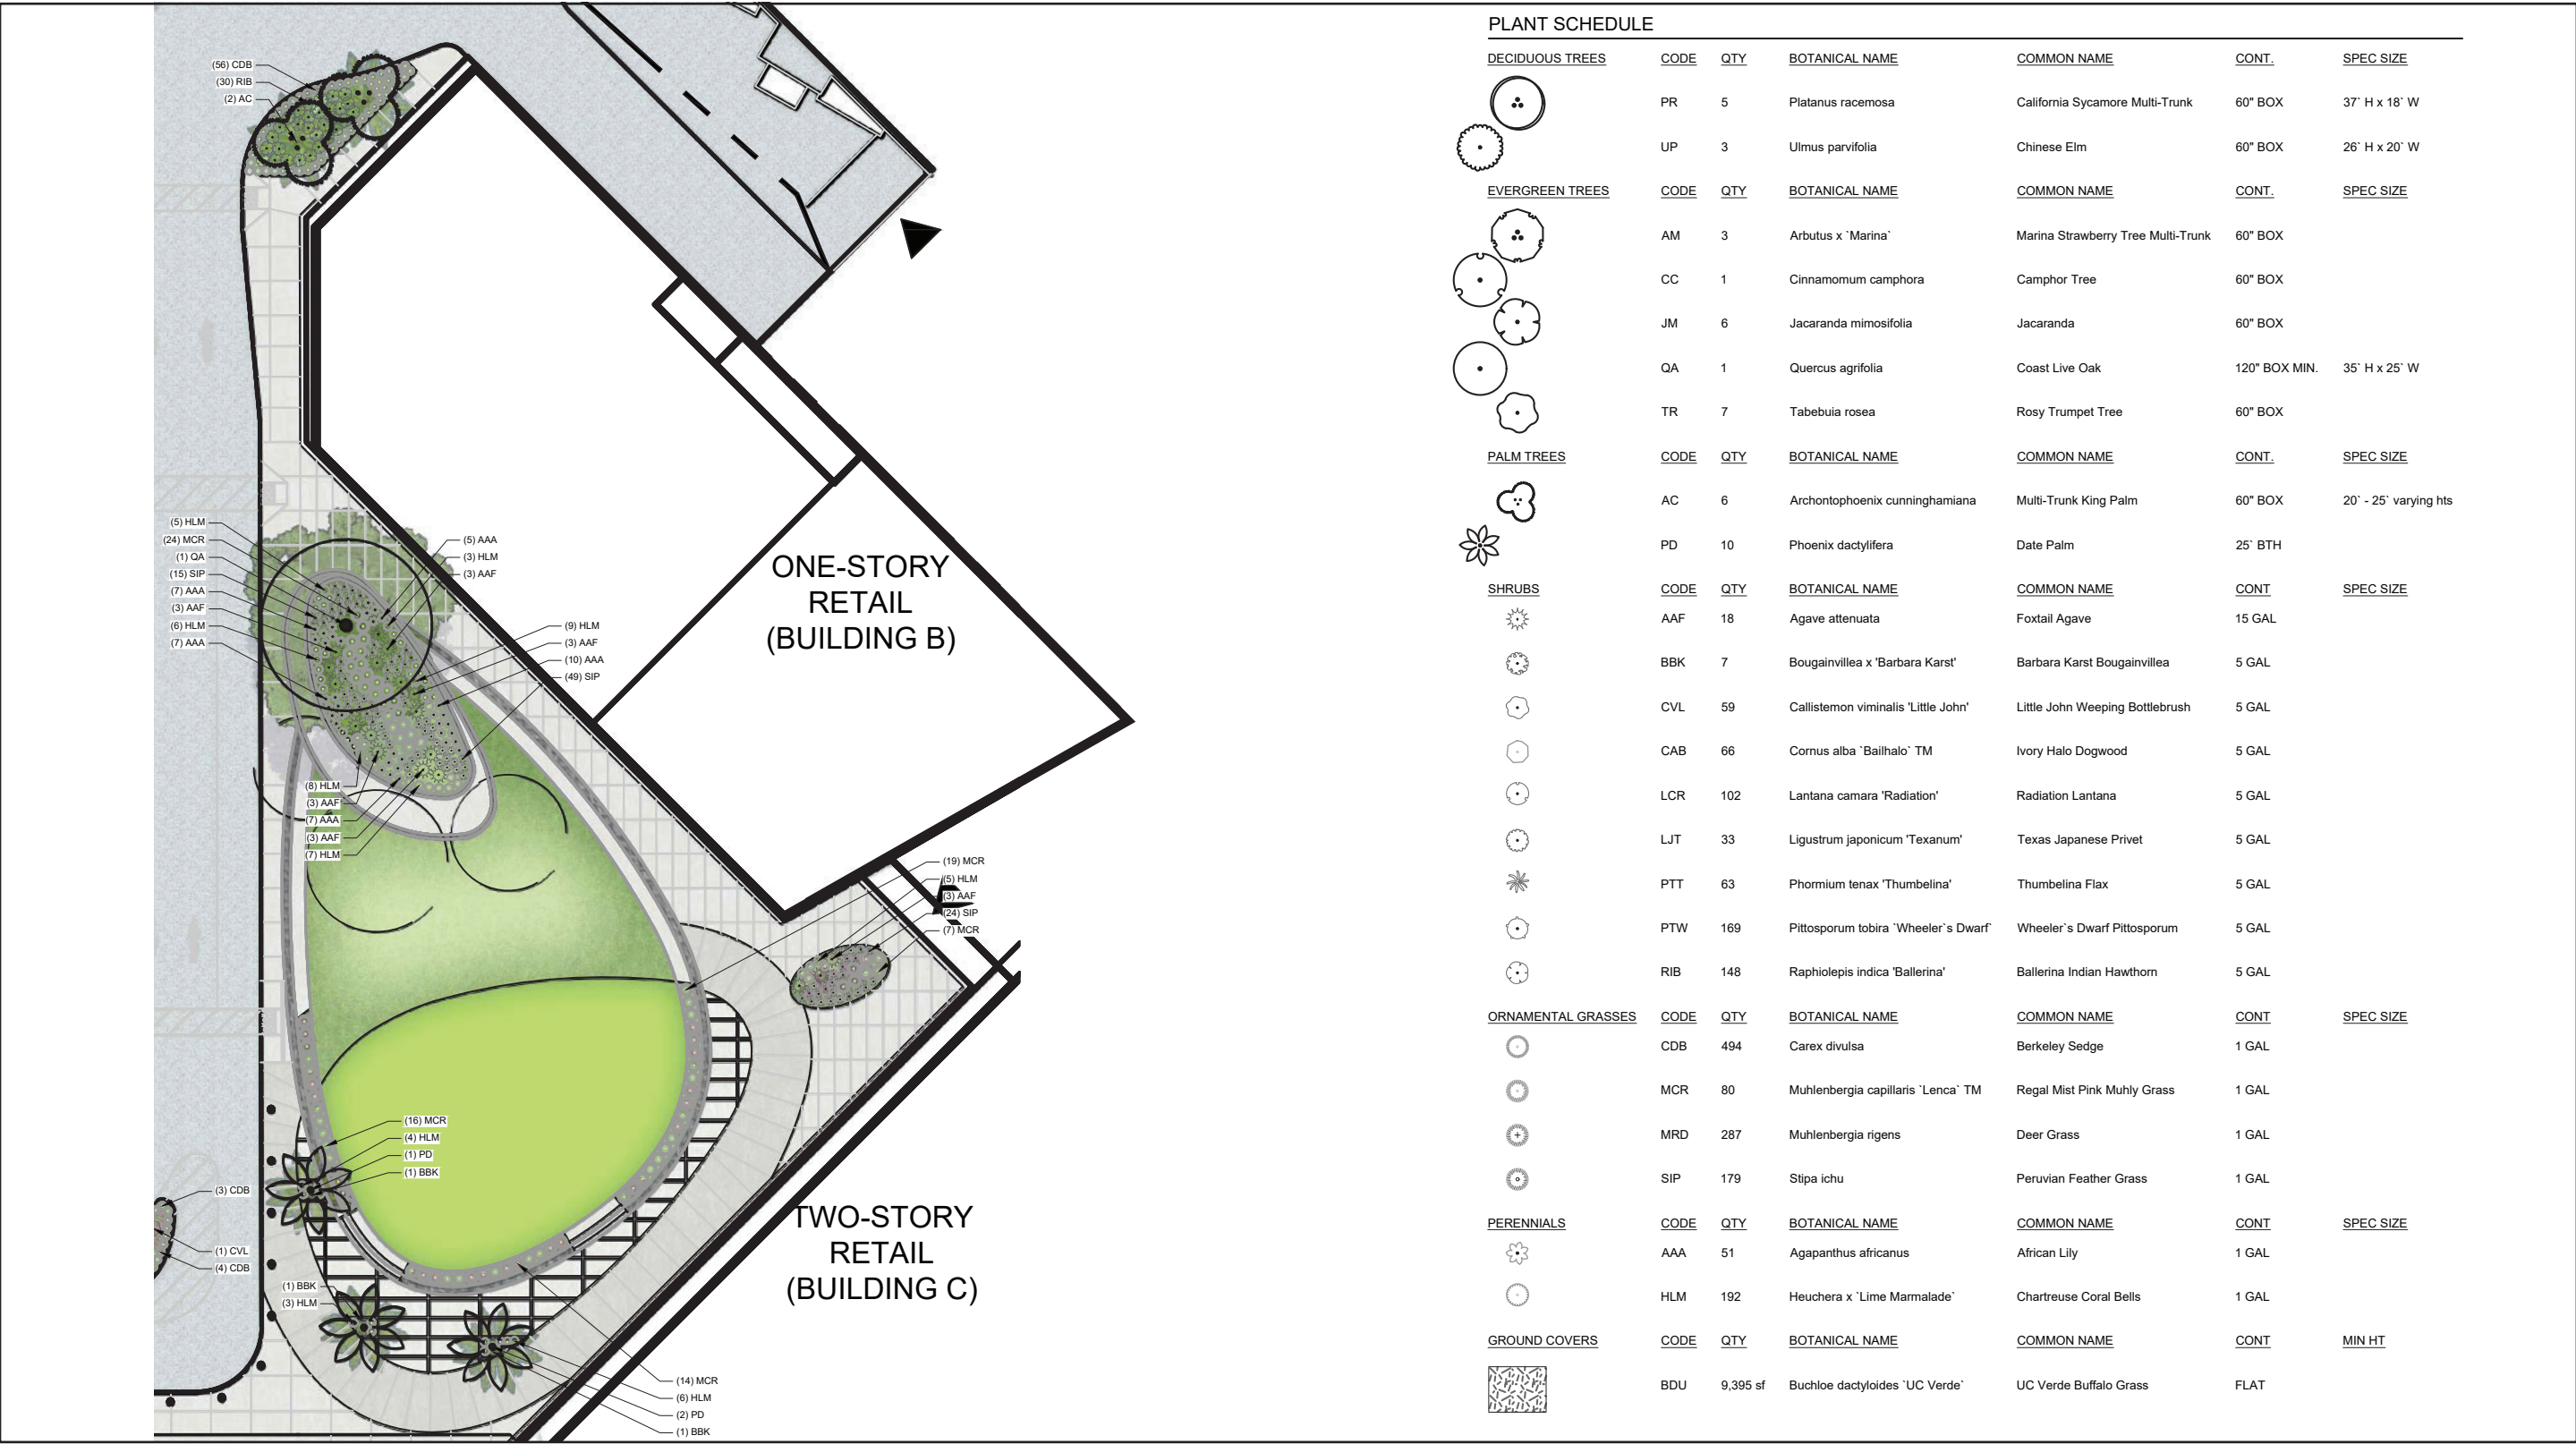 (56) CDB
(30) RIB
(2) AC
(5) HLM
(24) MCR
(1) QA
(15) SIP
(7) AAA
(3) AAF
(6) HLM
(7) AAA
(5) AAA
(3) HLM
(3) AAF
(9) HLM
(3) AAF
(10) AAA
(49) SIP
ONE-STORY
RETAIL
(BUILDING B)
(8) HLM
(3) AAF
(7) AAA
(3) AAF
(7) HLM
(19) MCR
(5) HLM
(3) AAF
(24) SIP
(7) MCR
(16) MCR
(4) HLM
(1) PD
(1) BBK
(3) CDB
(1) CVL
(4) CDB
(1) BBK
(3) HLM
TWO-STORY
RETAIL
(BUILDING C)
(14) MCR
(6) HLM
(2) PD
(1) BBK
PLANT SCHEDULE
DECIDUOUS TREES CODE QTY BOTANICAL NAME COMMON NAME CONT. SPEC SIZE
PR 5 Platanus racemosa California Sycamore Multi-Trunk 60" BOX 37` H x 18` W
UP 3 Ulmus parvifolia Chinese Elm 60" BOX 26` H x 20` W
EVERGREEN TREES CODE QTY BOTANICAL NAME COMMON NAME CONT. SPEC SIZE
AM 3 Arbutus x `Marina` Marina Strawberry Tree Multi-Trunk 60" BOX
CC 1 Cinnamomum camphora Camphor Tree 60" BOX
JM 6 Jacaranda mimosifolia Jacaranda 60" BOX
QA 1 Quercus agrifolia Coast Live Oak 120" BOX MIN. 35` H x 25` W
TR 7 Tabebuia rosea Rosy Trumpet Tree 60" BOX
PALM TREES CODE QTY BOTANICAL NAME COMMON NAME CONT. SPEC SIZE
AC 6 Archontophoenix cunninghamiana Multi-Trunk King Palm 60" BOX 20` - 25` varying hts
PD 10 Phoenix dactylifera Date Palm 25` BTH
SHRUBS CODE QTY BOTANICAL NAME COMMON NAME CONT SPEC SIZE
AAF 18 Agave attenuata Foxtail Agave 15 GAL
BBK 7 Bougainvillea x 'Barbara Karst' Barbara Karst Bougainvillea 5 GAL
CVL 59 Callistemon viminalis 'Little John' Little John Weeping Bottlebrush 5 GAL
CAB 66 Cornus alba `Bailhalo` TM Ivory Halo Dogwood 5 GAL
LCR 102 Lantana camara 'Radiation' Radiation Lantana 5 GAL
LJT 33 Ligustrum japonicum 'Texanum' Texas Japanese Privet 5 GAL
PTT 63 Phormium tenax 'Thumbelina' Thumbelina Flax 5 GAL
PTW 169 Pittosporum tobira `Wheeler`s Dwarf` Wheeler`s Dwarf Pittosporum 5 GAL
RIB 148 Raphiolepis indica 'Ballerina' Ballerina Indian Hawthorn 5 GAL
ORNAMENTAL GRASSES CODE QTY BOTANICAL NAME COMMON NAME CONT SPEC SIZE
CDB 494 Carex divulsa Berkeley Sedge 1 GAL
MCR 80 Muhlenbergia capillaris `Lenca` TM Regal Mist Pink Muhly Grass 1 GAL
MRD 287 Muhlenbergia rigens Deer Grass 1 GAL
SIP 179 Stipa ichu Peruvian Feather Grass 1 GAL
PERENNIALS CODE QTY BOTANICAL NAME COMMON NAME CONT SPEC SIZE
AAA 51 Agapanthus africanus African Lily 1 GAL
HLM 192 Heuchera x `Lime Marmalade` Chartreuse Coral Bells 1 GAL
GROUND COVERS CODE QTY BOTANICAL NAME COMMON NAME CONT MIN HT
BDU 9,395 sf Buchloe dactyloides `UC Verde` UC Verde Buffalo Grass FLAT